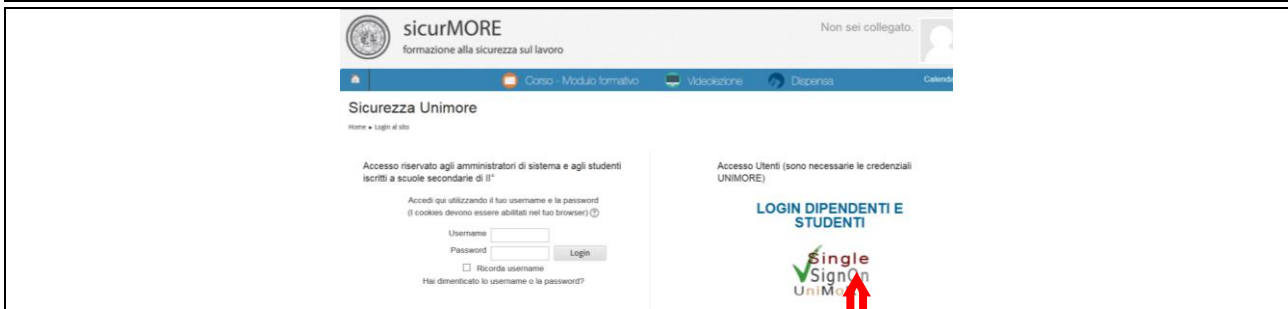 sicurMORE
formazione alla sicurezza sul lavoro
Non sei collegato.
Corso - Modulo formativo
Videolezione
Dispensa
Sicurezza Unimore
Home ► Login al sito
Accesso riservato agli amministratori di sistema e agli studenti
iscritti a scuole secondarie di II°
Accedi qui utilizzando il tuo username e la password
(I cookies devono essere abilitati nel tuo browser)
Username
Password
Login
Ricorda username
Hai dimenticato lo username o la password?
Accesso Utenti (sono necessarie le credenziali
UNIMORE)
LOGIN DIPENDENTI E
STUDENTI
Single
SignOn